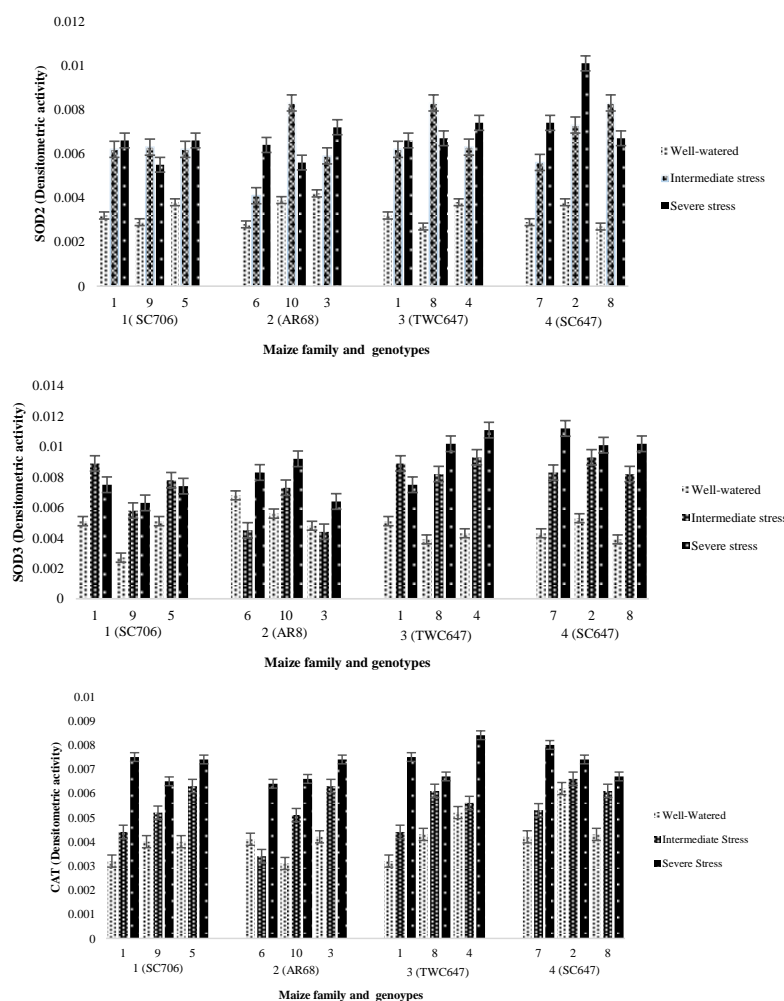 0.012
0.01
0.008
0.006
0.004
0.002
0
SOD2 (Densitometric activity)
Well-watered
Intermediate stress
Severe stress
1 9 5 6 10 3 1 8 4 7 2 8
1( SC706) 2 (AR68) 3 (TWC647) 4 (SC647)
Maize family and genotypes
0.014
0.012
0.01
0.008
0.006
0.004
0.002
0
SOD3 (Densitometric activity)
Well-watered
Intermediate stress
Severe stress
1 9 5 6 10 3 1 8 4 7 2 8
1 (SC706) 2 (AR8) 3 (TWC647) 4 (SC647)
Maize family and genotypes
0.01
0.009
0.008
0.007
0.006
0.005
0.004
0.003
0.002
0.001
0
CAT (Densitometric activity)
Well-Watered
Intermediate Stress
Severe Stress
1 9 5 6 10 3 1 8 4 7 2 8
1 (SC706) 2 (AR68) 3 (TWC647) 4 (SC647)
Maize family and genoypes